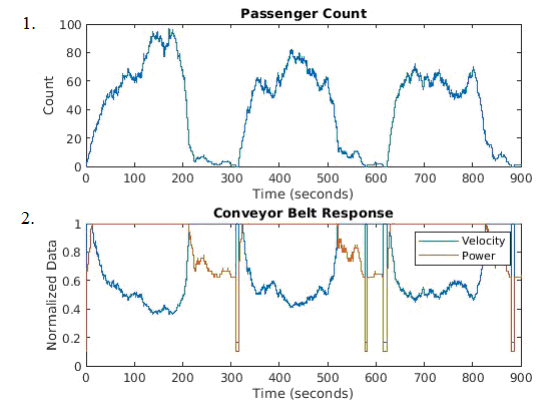 1.
Passenger Count
100
80
60
40
20
0
Count
0 100 200 300 400 500 600 700 800 900
Time (seconds)
2.
Conveyor Belt Response
1
0.8
0.6
0.4
0.2
0
Normalized Data
Velocity
Power
0 100 200 300 400 500 600 700 800 900
Time (seconds)